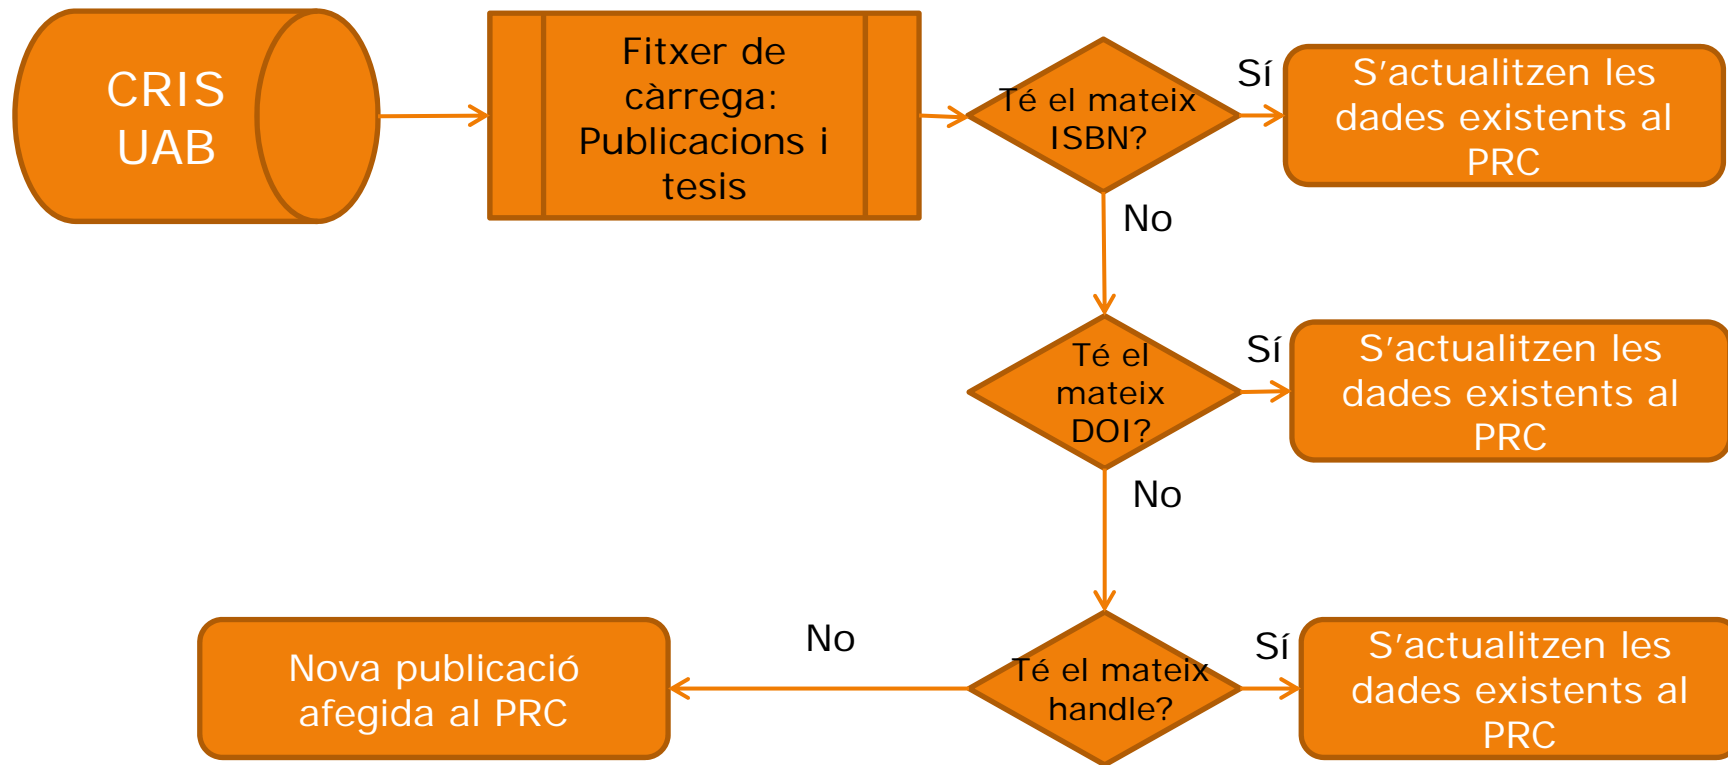 CRIS
UAB
Fitxer de
càrrega:
Publicacions i
tesis
Té el mateix
ISBN?
Sí
S’actualitzen les
dades existents al
PRC
No
Té el
mateix
DOI?
Sí
S’actualitzen les
dades existents al
PRC
No
Té el mateix
handle?
Sí
S’actualitzen les
dades existents al
PRC
No
Nova publicació
afegida al PRC